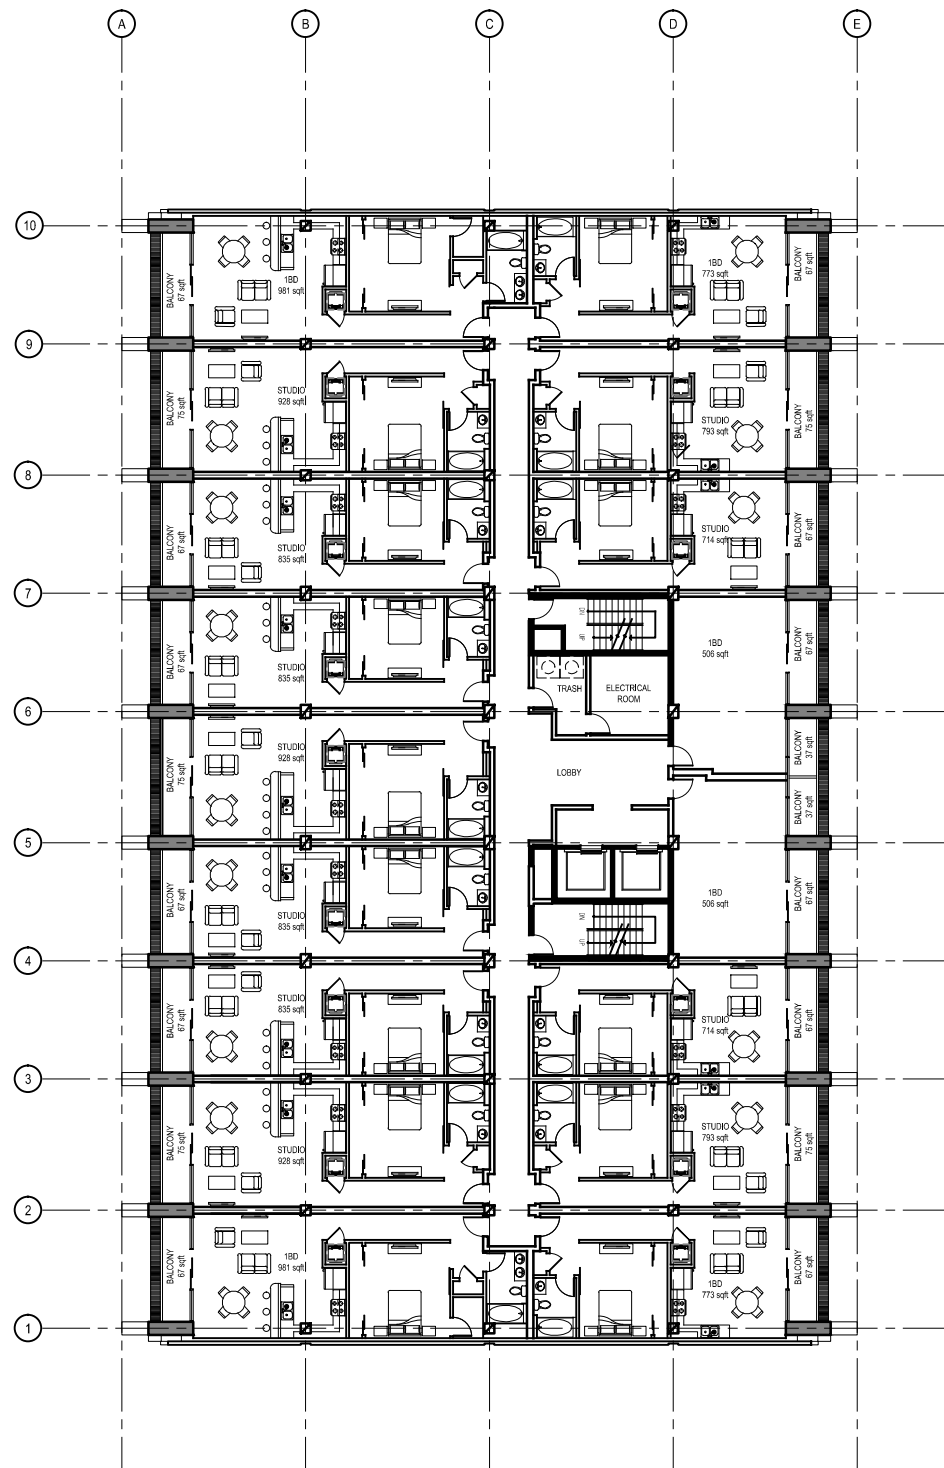 A B C D E
10
BALCONY
67 sqft
1BD
981 sqft
1BD
773 sqft
BALCONY
67 sqft
9
BALCONY
75 sqft
STUDIO
928 sqft
STUDIO
793 sqft
BALCONY
75 sqft
8
BALCONY
67 sqft
STUDIO
835 sqft
STUDIO
714 sqft
BALCONY
67 sqft
7
BALCONY
67 sqft
STUDIO
835 sqft
DN
UP
1BD
506 sqft
BALCONY
67 sqft
TRASH
ELECTRICAL
ROOM
6
BALCONY
75 sqft
STUDIO
928 sqft
LOBBY
BALCONY
37 sqft
BALCONY
37 sqft
5
BALCONY
67 sqft
STUDIO
835 sqft
1BD
506 sqft
BALCONY
67 sqft
DN
UP
4
BALCONY
67 sqft
STUDIO
835 sqft
STUDIO
714 sqft
BALCONY
67 sqft
3
BALCONY
75 sqft
STUDIO
928 sqft
STUDIO
793 sqft
BALCONY
75 sqft
2
BALCONY
67 sqft
1BD
981 sqft
1BD
773 sqft
BALCONY
67 sqft
1